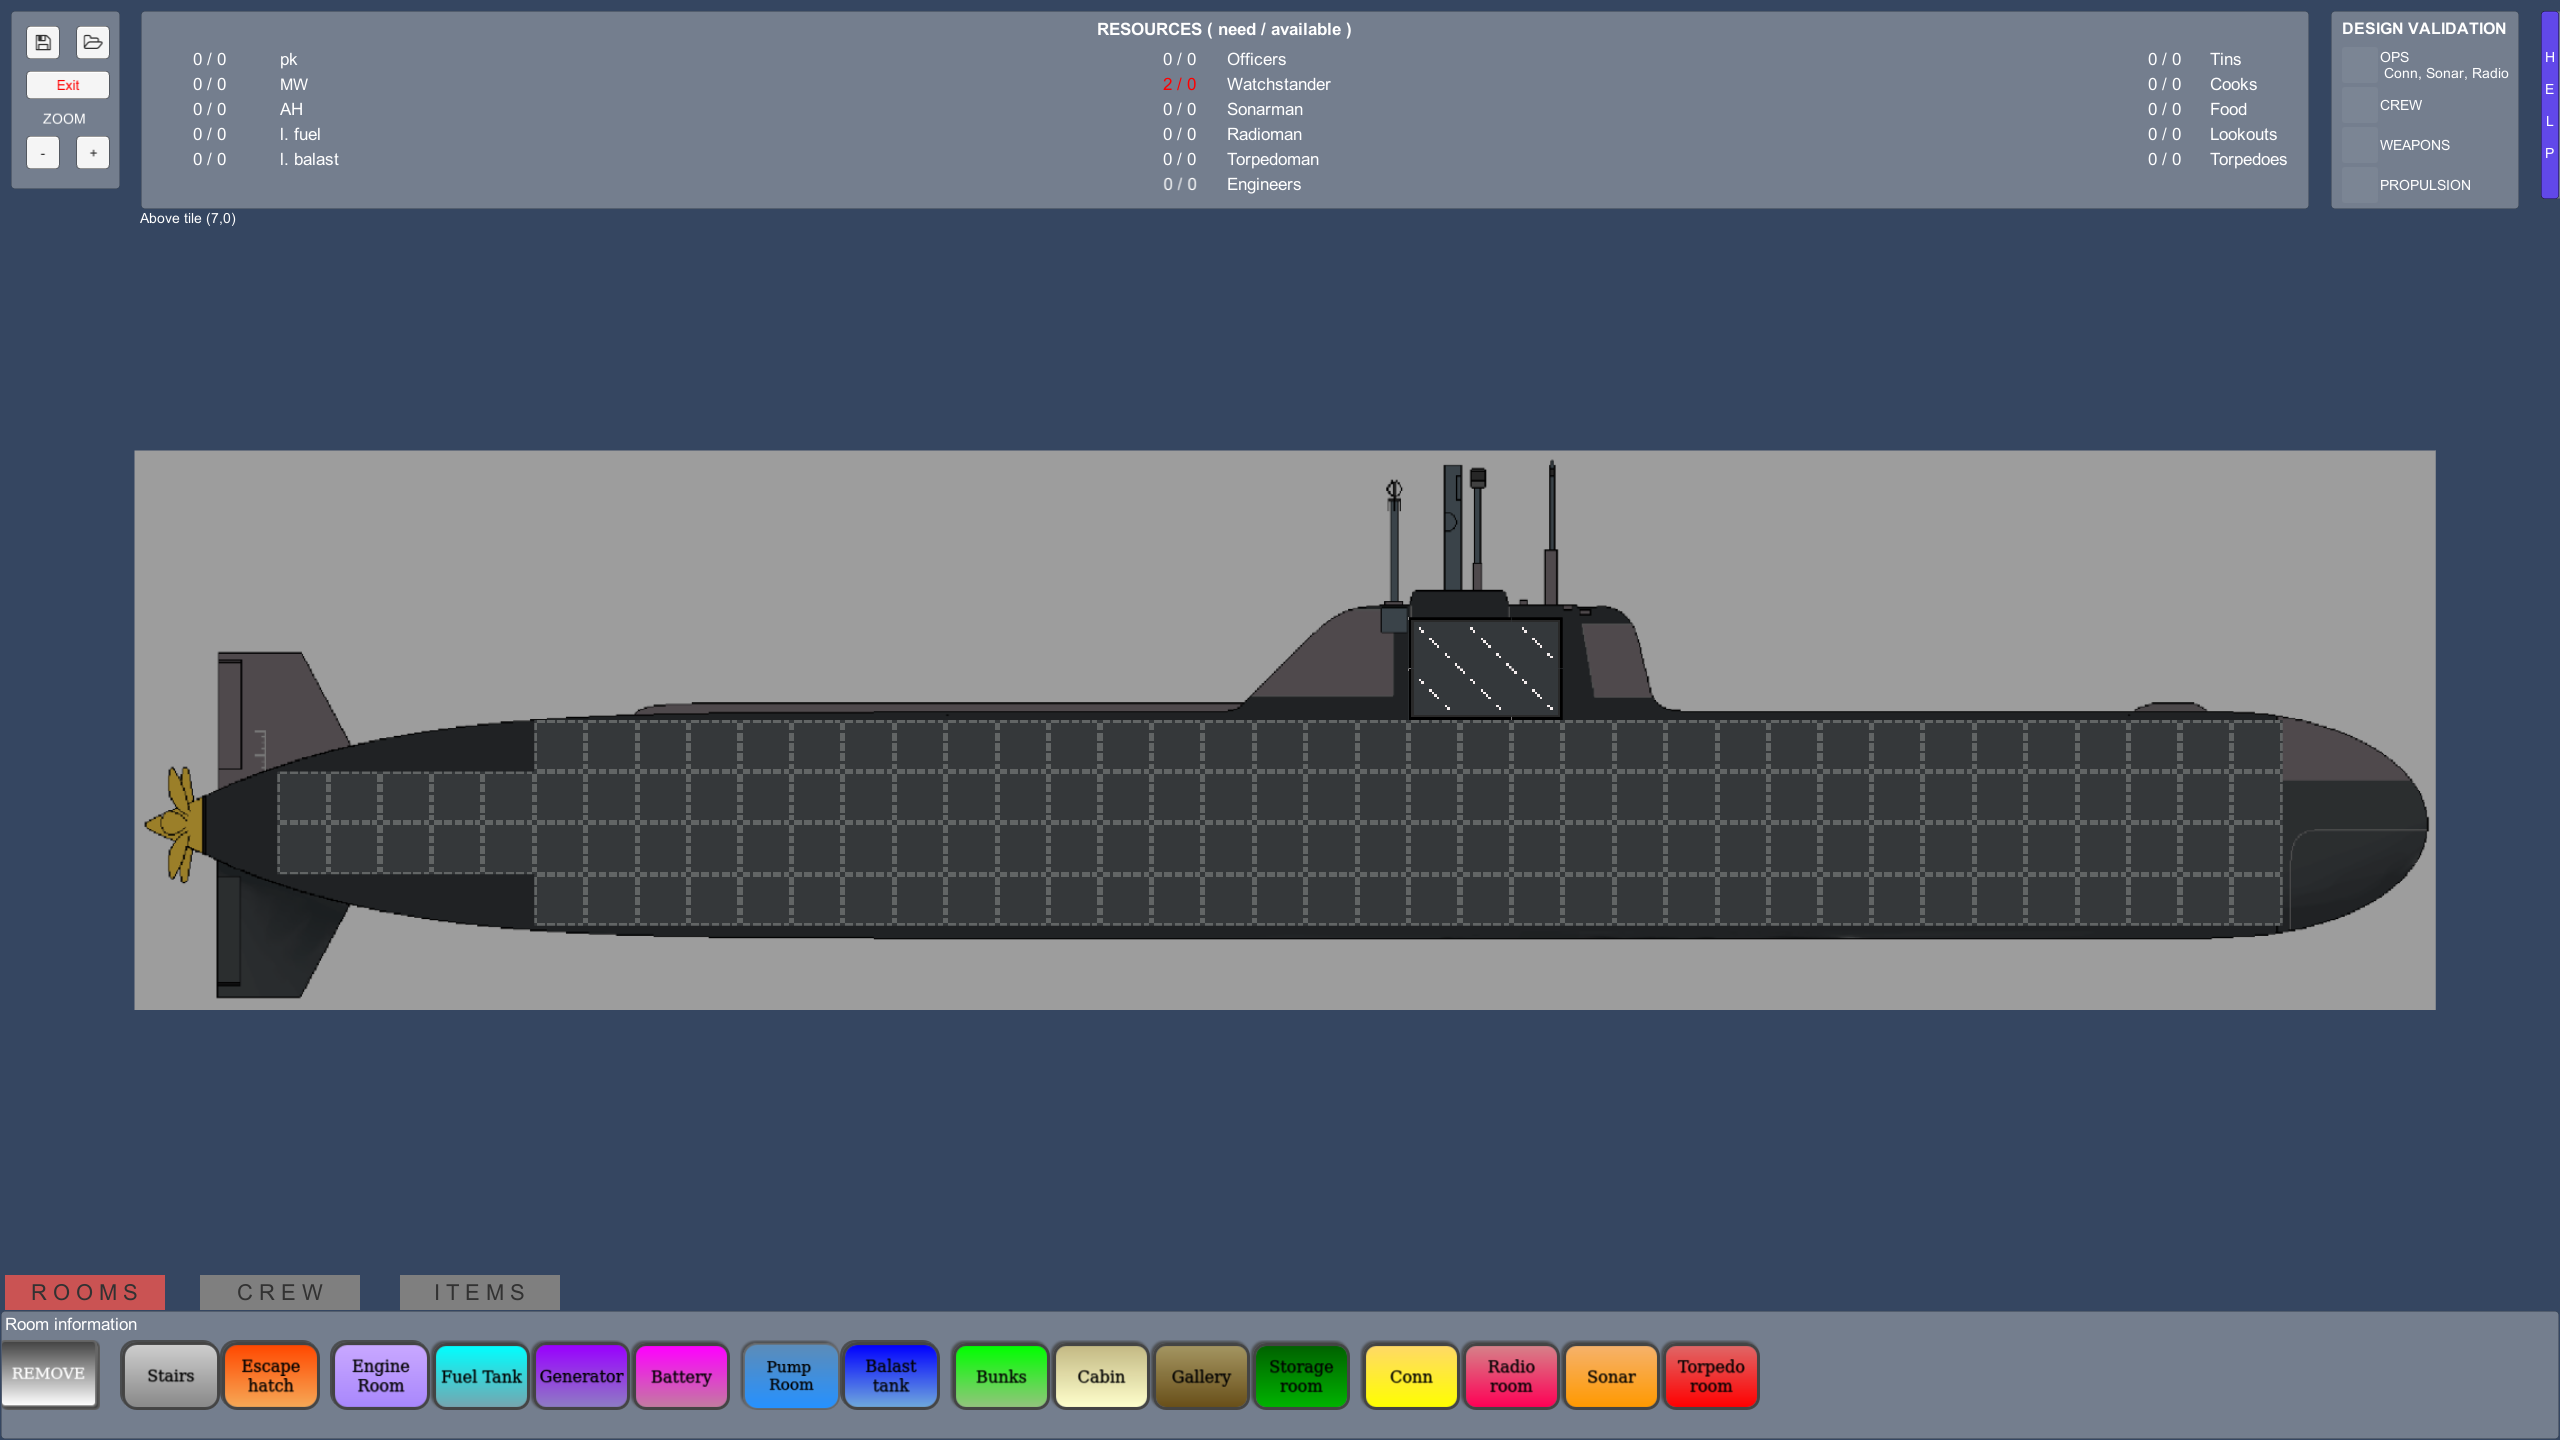 Exit
ZOOM
- +
RESOURCES ( need / available )
0 / 0 pk
0 / 0 MW
0 / 0 AH
0 / 0 l. fuel
0 / 0 l. balast
0 / 0 Officers
2 / 0 Watchstander
0 / 0 Sonarman
0 / 0 Radioman
0 / 0 Torpedoman
0 / 0 Engineers
0 / 0 Tins
0 / 0 Cooks
0 / 0 Food
0 / 0 Lookouts
0 / 0 Torpedoes
DESIGN VALIDATION
OPS
Conn, Sonar, Radio
CREW
WEAPONS
PROPULSION
H
E
L
P
Above tile (7,0)
ROOMS CREW ITEMS
Room information
REMOVE
Stairs
Escape
hatch
Engine
Room
Fuel Tank
Generator
Battery
Pump
Room
Balast
tank
Bunks
Cabin
Gallery
Storage
room
Conn
Radio
room
Sonar
Torpedo
room